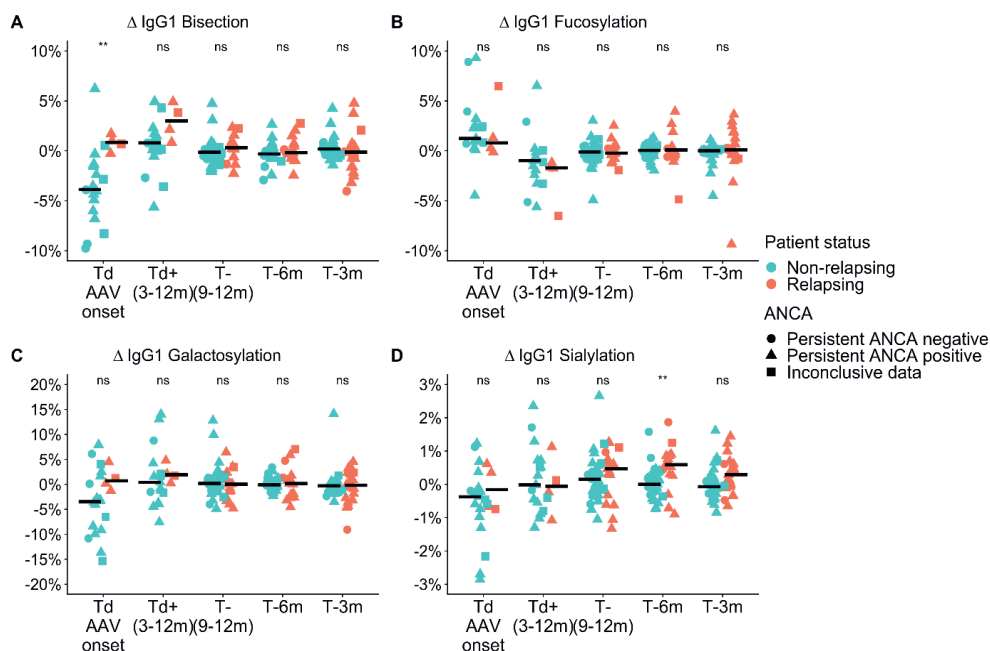 A
Δ IgG1 Bisection
10%
5%
0%
-5%
-10%
**
ns
ns
ns
ns
Td
AAV
onset
Td+
(3-12m)
T-
(9-12m)
T-6m
T-3m
B
Δ IgG1 Fucosylation
10%
5%
0%
-5%
-10%
ns
ns
ns
ns
ns
Td
AAV
onset
Td+
(3-12m)
T-
(9-12m)
T-6m
T-3m
Patient status
Non-relapsing
Relapsing
ANCA
Persistent ANCA negative
Persistent ANCA positive
Inconclusive data
C
Δ IgG1 Galactosylation
20%
15%
10%
5%
0%
-5%
-10%
-15%
-20%
ns
ns
ns
ns
ns
Td
AAV
onset
Td+
(3-12m)
T-
(9-12m)
T-6m
T-3m
D
Δ IgG1 Sialylation
3%
2%
1%
0%
-1%
-2%
-3%
ns
ns
ns
**
ns
Td
AAV
onset
Td+
(3-12m)
T-
(9-12m)
T-6m
T-3m